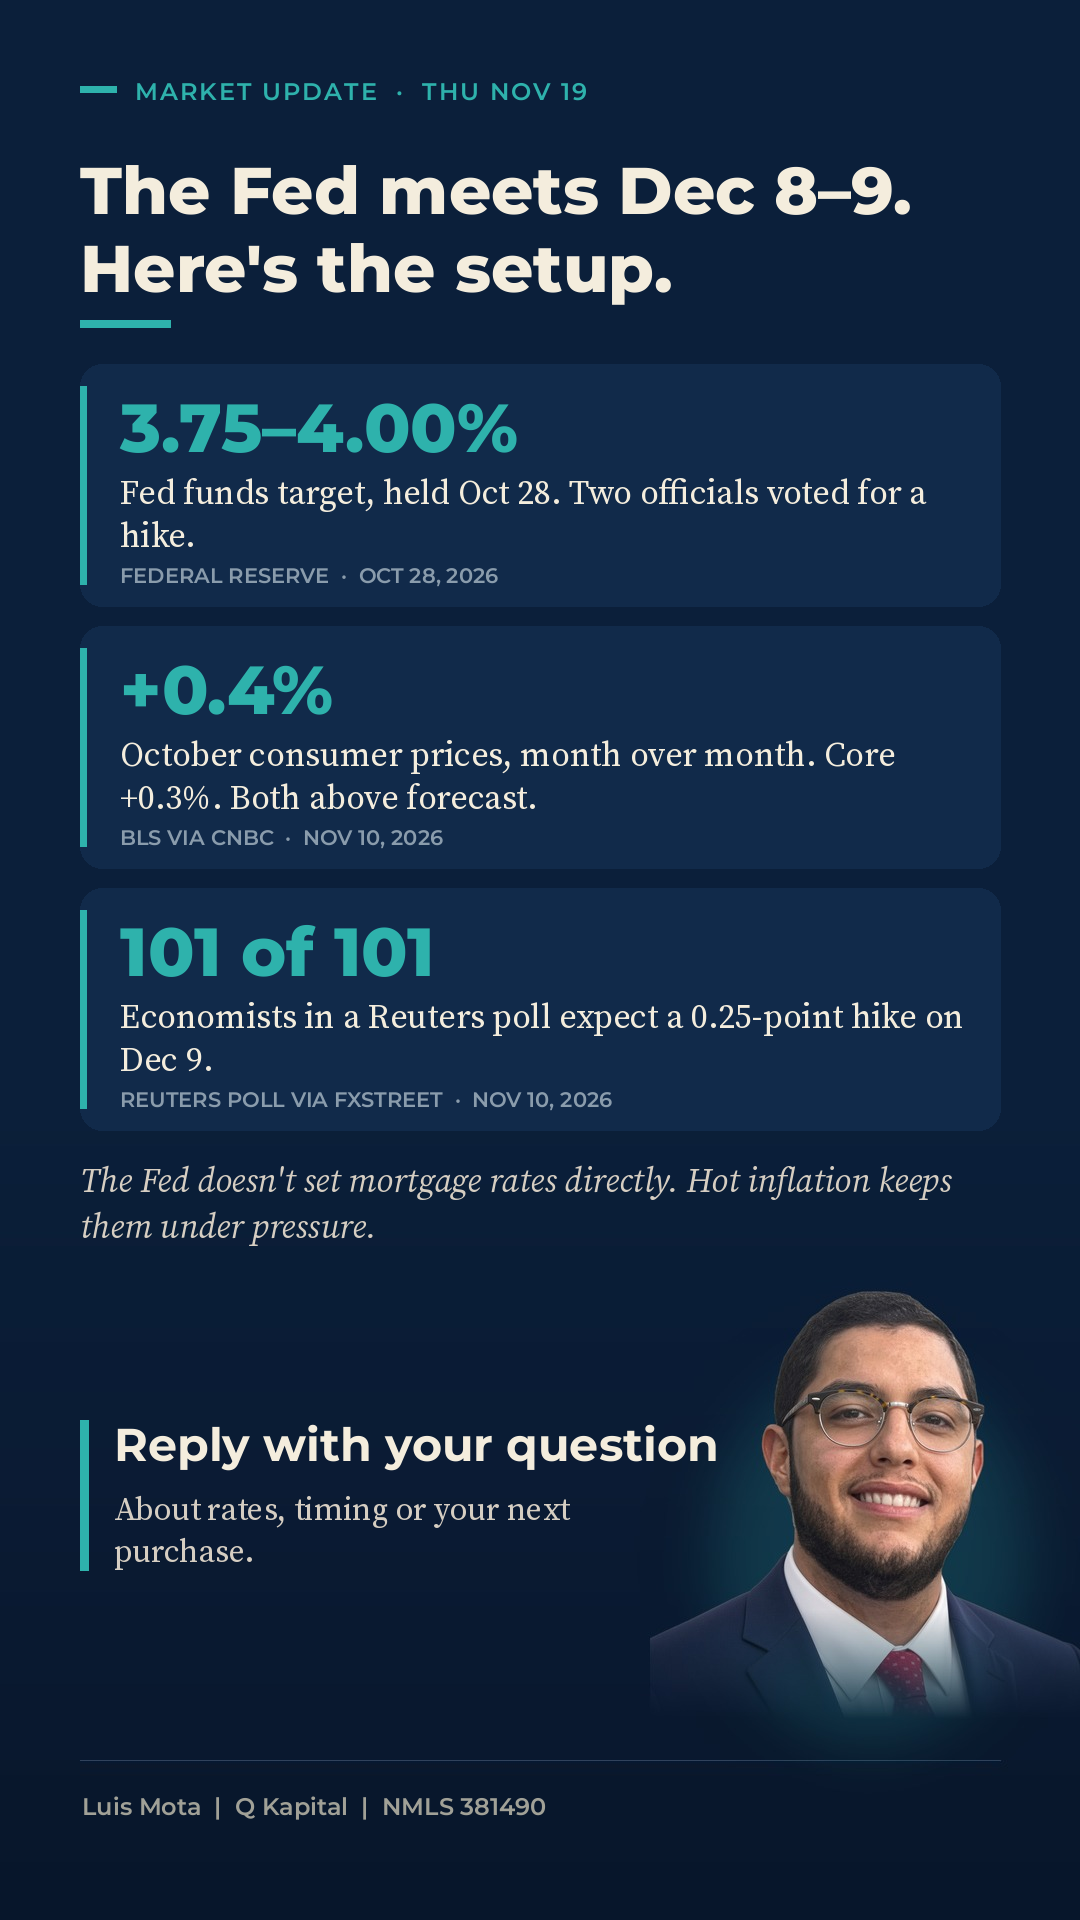 MARKET UPDATE · THU NOV 19
The Fed meets Dec 8–9.
Here's the setup.
3.75–4.00%
Fed funds target, held Oct 28. Two officials voted for a
hike.
FEDERAL RESERVE · OCT 28, 2026
+0.4%
October consumer prices, month over month. Core
+0.3%. Both above forecast.
BLS VIA CNBC · NOV 10, 2026
101 of 101
Economists in a Reuters poll expect a 0.25-point hike on
Dec 9.
REUTERS POLL VIA FXSTREET · NOV 10, 2026
The Fed doesn't set mortgage rates directly. Hot inflation keeps
them under pressure.
Reply with your question
About rates, timing or your next
purchase.
Luis Mota | Q Kapital | NMLS 381490